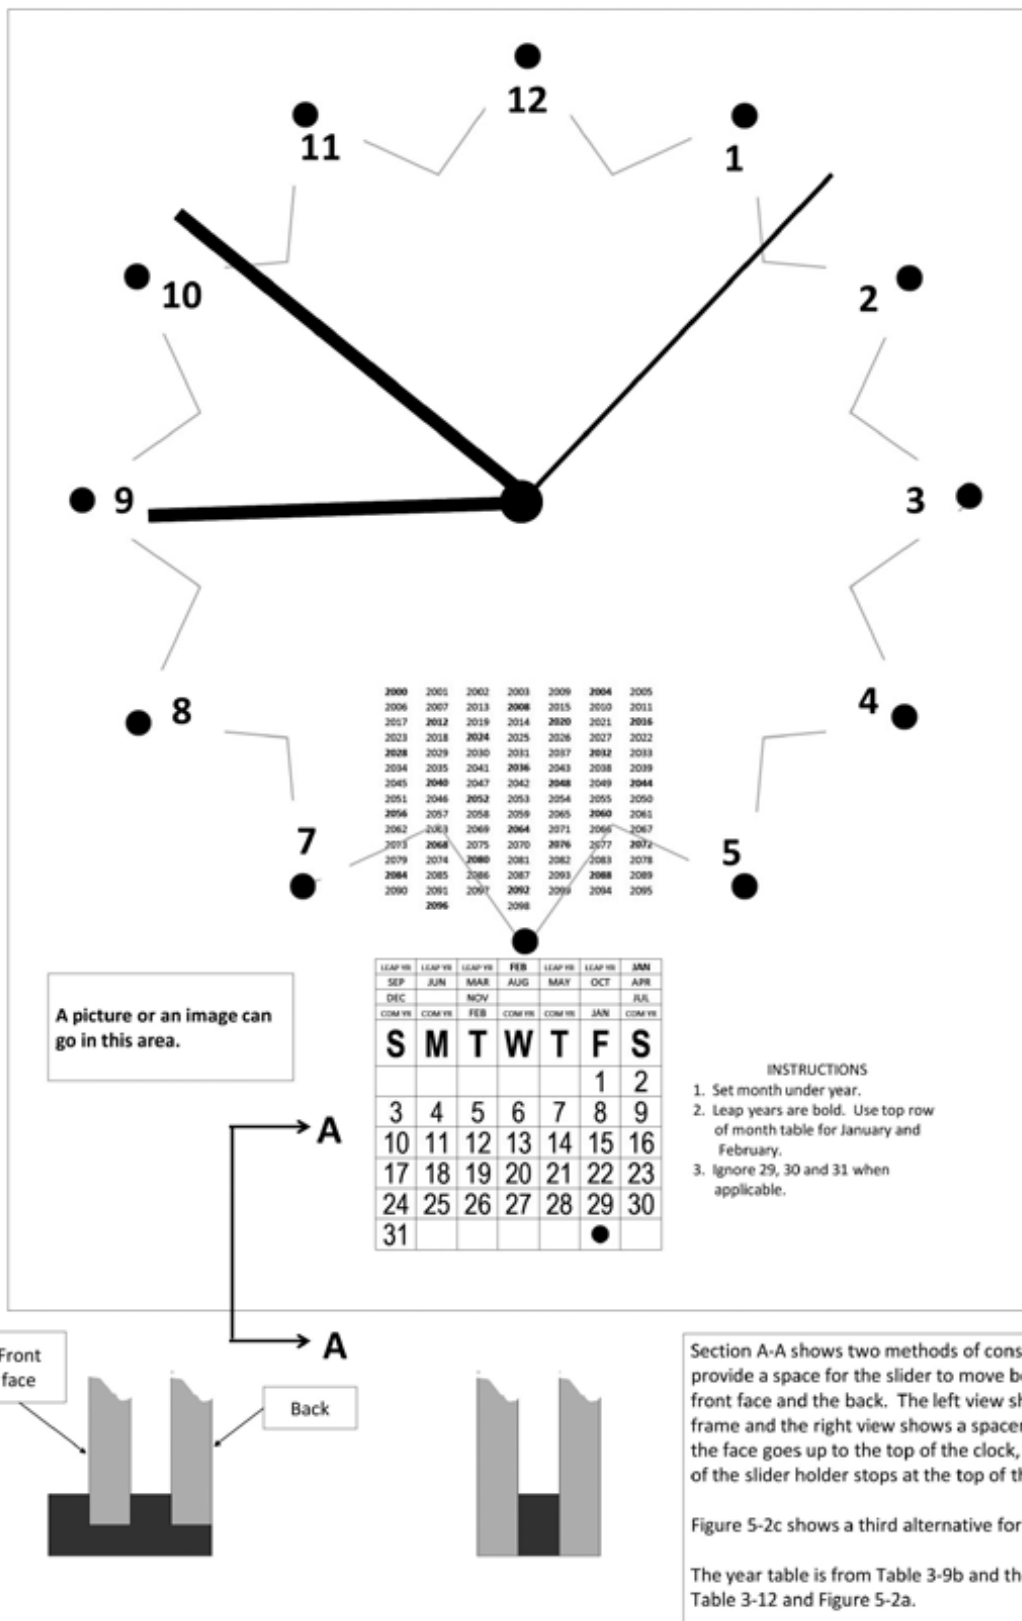 12
11
1
10
2
9
3
8
4
7
5
2000 2001 2002 2003 2009 2004 2005
2006 2007 2013 2008 2015 2010 2011
2017 2012 2019 2014 2020 2021 2016
2023 2018 2024 2025 2026 2027 2022
2028 2029 2030 2031 2037 2032 2033
2034 2035 2041 2036 2043 2038 2039
2045 2040 2047 2042 2048 2049 2044
2051 2046 2052 2053 2054 2055 2050
2056 2057 2058 2059 2065 2060 2061
2062 2063 2069 2064 2071 2066 2067
2073 2068 2075 2070 2076 2077 2072
2079 2074 2080 2081 2082 2083 2078
2084 2085 2086 2087 2093 2088 2089
2090 2091 2097 2092 2099 2094 2095
2096 2098
LEAP YR LEAP YR LEAP YR FEB LEAP YR LEAP YR JAN
SEP JUN MAR AUG MAY OCT APR
DEC NOV JUL
COM YR COM YR FEB COM YR COM YR JAN COM YR
S M T W T F S
1 2
3 4 5 6 7 8 9
10 11 12 13 14 15 16
17 18 19 20 21 22 23
24 25 26 27 28 29 30
31
A picture or an image can
go in this area.
INSTRUCTIONS
1. Set month under year.
2. Leap years are bold. Use top row
of month table for January and
February.
3. Ignore 29, 30 and 31 when
applicable.
A
A
Front
face
Back
Section A-A shows two methods of cons
provide a space for the slider to move be
front face and the back. The left view sh
frame and the right view shows a spacer
the face goes up to the top of the clock,
of the slider holder stops at the top of th
Figure 5-2c shows a third alternative for
The year table is from Table 3-9b and th
Table 3-12 and Figure 5-2a.